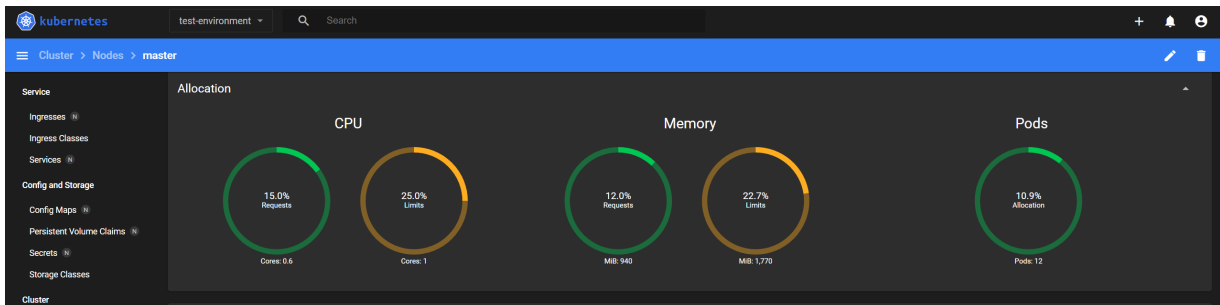 kubernetes
test-environment
Search
Cluster > Nodes > master
Service
Ingresses N
Ingress Classes
Services N
Config and Storage
Config Maps N
Persistent Volume Claims N
Secrets N
Storage Classes
Cluster
Allocation
CPU
15.0%
Requests
Cores: 0.6
25.0%
Limits
Cores: 1
Memory
12.0%
Requests
MiB: 940
22.7%
Limits
MiB: 1,770
Pods
10.9%
Allocation
Pods: 12